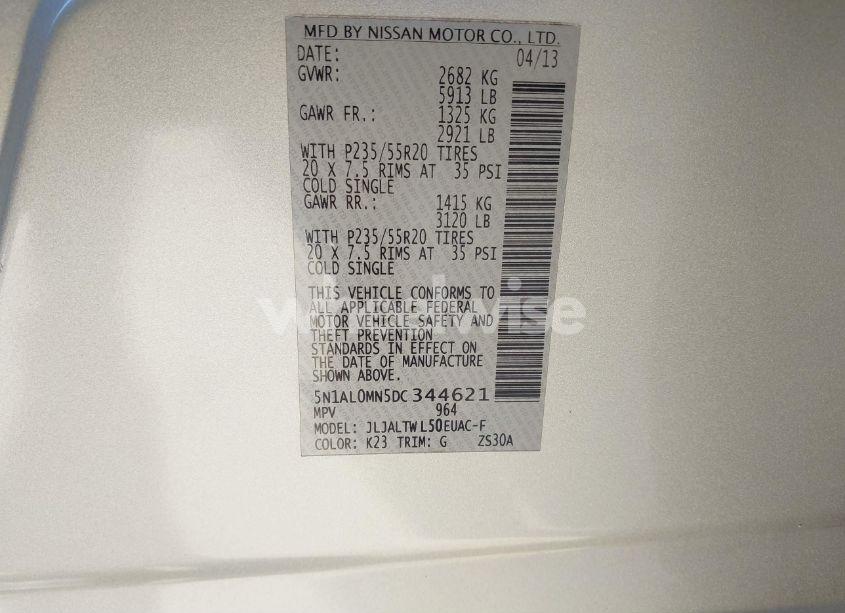 MFD BY NISSAN MOTOR CO., LTD.
DATE: 04/13
GVWR: 2682 KG
5913 LB
GAWR FR.: 1325 KG
2921 LB
WITH P235/55R20 TIRES
20 X 7.5 RIMS AT 35 PSI
COLD SINGLE
GAWR RR.: 1415 KG
3120 LB
WITH P235/55R20 TIRES
20 X 7.5 RIMS AT 35 PSI
COLD SINGLE
THIS VEHICLE CONFORMS TO
ALL APPLICABLE FEDERAL
MOTOR VEHICLE SAFETY AND
THEFT PREVENTION
STANDARDS IN EFFECT ON
THE DATE OF MANUFACTURE
SHOWN ABOVE.
5N1AL0MN5DC344621
MPV 964
MODEL: JLJALTWL50EUAC-F
COLOR: K23 TRIM: G ZS30A
wheelwise